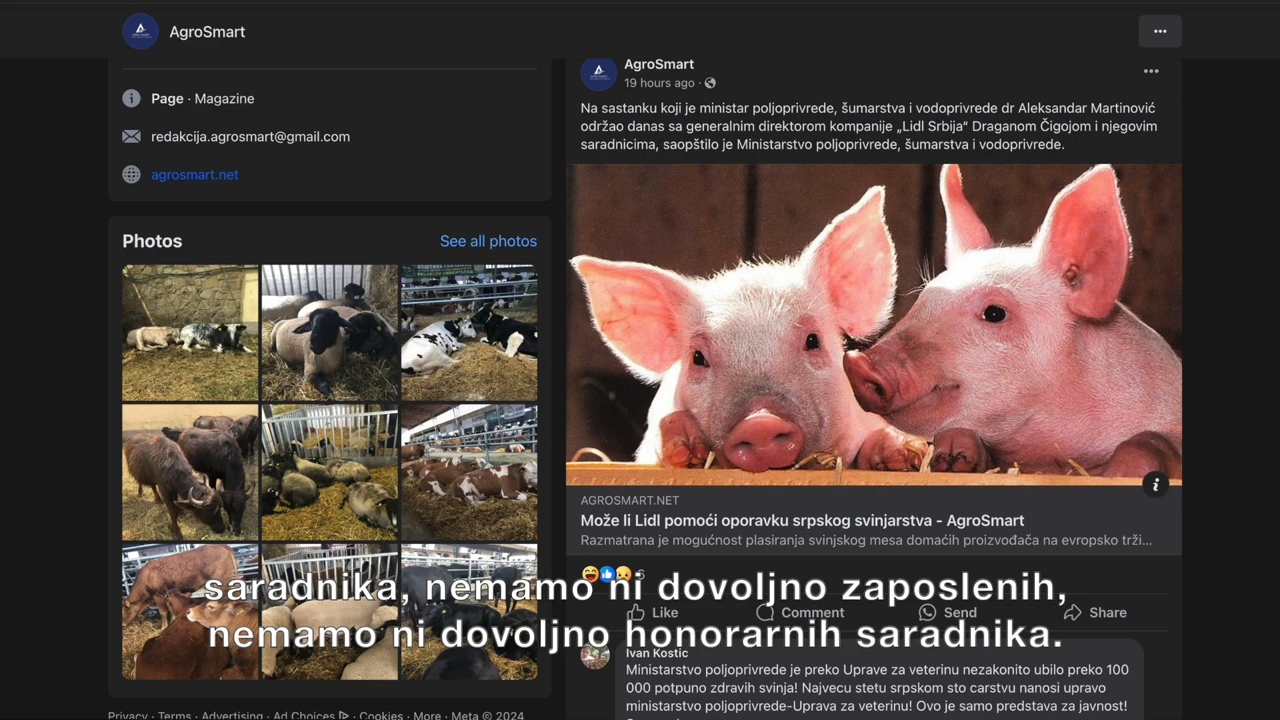 AgroSmart
Page · Magazine
redakcija.agrosmart@gmail.com
agrosmart.net
Photos
See all photos
Privacy · Terms · Advertising · Ad Choices · Cookies · More · Meta © 2024
AgroSmart
19 hours ago ·
Na sastanku koji je ministar poljoprivrede, šumarstva i vodoprivrede dr Aleksandar Martinović
održao danas sa generalnim direktorom kompanije „Lidl Srbija“ Draganom Čigojom i njegovim
saradnicima, saopštilo je Ministarstvo poljoprivrede, šumarstva i vodoprivrede.
AGROSMART.NET
Može li Lidl pomoći oporavku srpskog svinjarstva - AgroSmart
Razmatrana je mogućnost plasiranja svinjskog mesa domaćih proizvođača na evropsko trži...
Like
Comment
Send
Share
Ivan Kostic
Ministarstvo poljoprivrede je preko Uprave za veterinu nezakonito ubilo preko 100
000 potpuno zdravih svinja! Najvecu stetu srpskom sto carstvu nanosi upravo
ministarstvo poljoprivrede-Uprava za veterinu! Ovo je samo predstava za javnost!
saradnika, nemamo ni dovoljno zaposlenih,
nemamo ni dovoljno honorarnih saradnika.